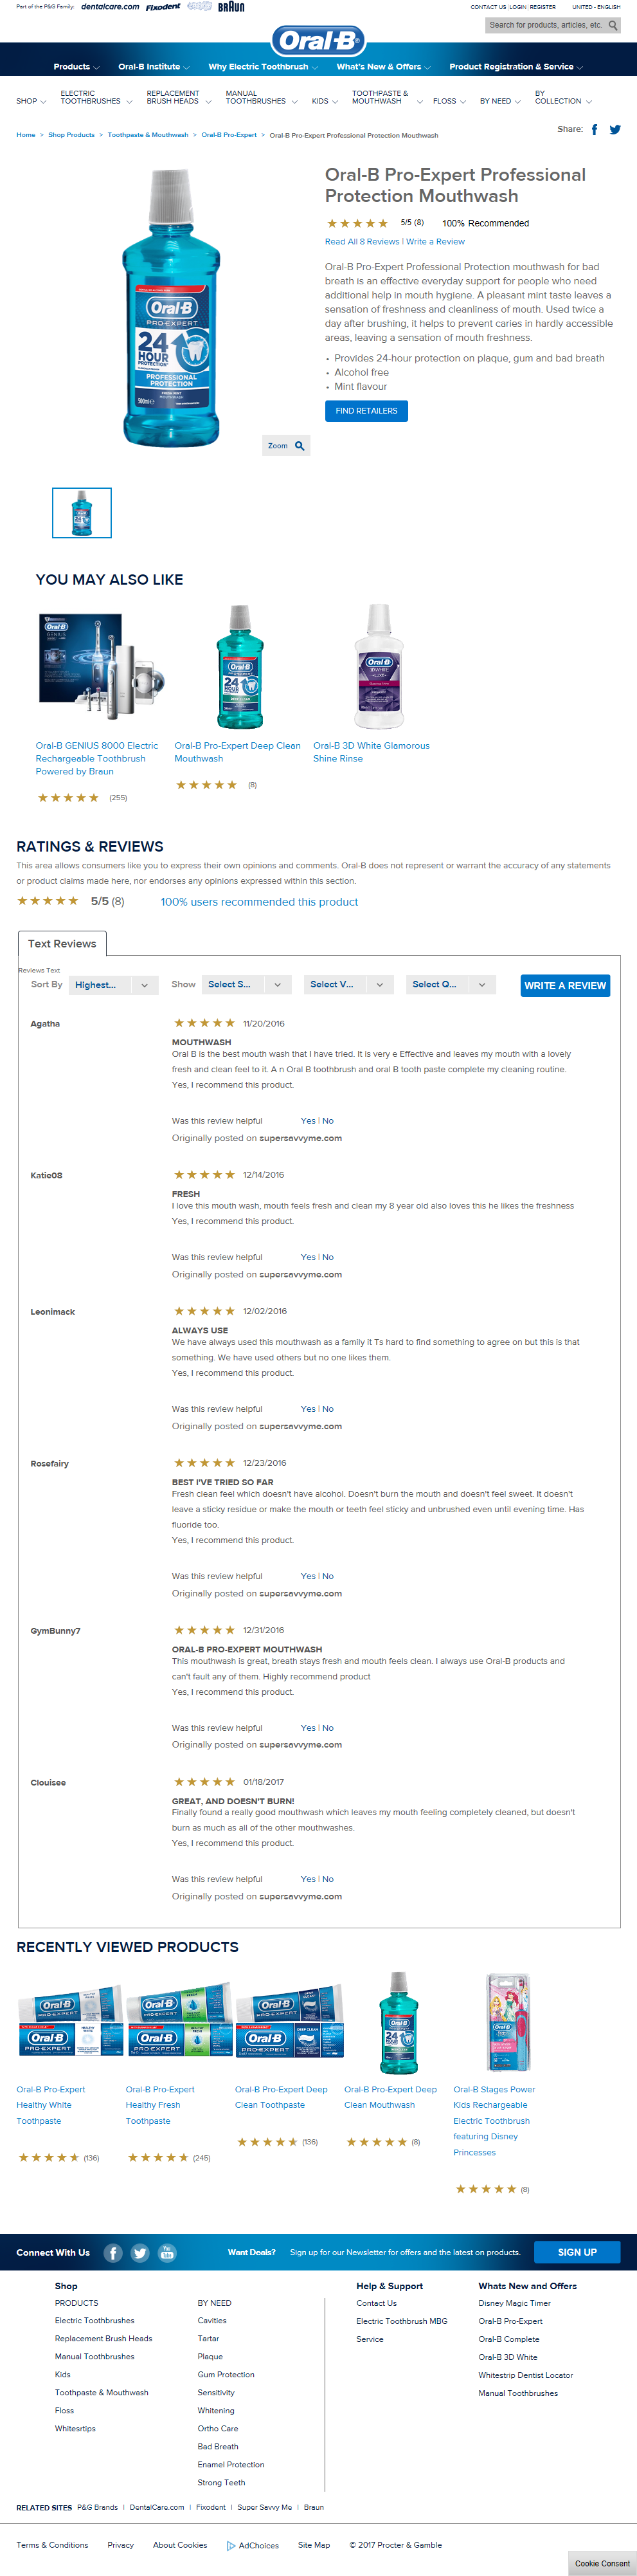 Part of the P&G Family: dentalcare.com Fixodent BRAUN
CONTACT US | LOGIN | REGISTER UNITED - ENGLISH
Search for products, articles, etc.
Oral-B
Products Oral-B Institute Why Electric Toothbrush What's New & Offers Product Registration & Service
SHOP ELECTRIC TOOTHBRUSHES REPLACEMENT BRUSH HEADS MANUAL TOOTHBRUSHES KIDS TOOTHPASTE & MOUTHWASH FLOSS BY NEED BY COLLECTION
Home > Shop Products > Toothpaste & Mouthwash > Oral-B Pro-Expert > Oral-B Pro-Expert Professional Protection Mouthwash
Share:
Oral-B Pro-Expert Professional
Protection Mouthwash
5/5 (8) 100% Recommended
Read All 8 Reviews | Write a Review
Oral-B Pro-Expert Professional Protection mouthwash for bad
breath is an effective everyday support for people who need
additional help in mouth hygiene. A pleasant mint taste leaves a
sensation of freshness and cleanliness of mouth. Used twice a
day after brushing, it helps to prevent caries in hardly accessible
areas, leaving a sensation of mouth freshness.
• Provides 24-hour protection on plaque, gum and bad breath
• Alcohol free
• Mint flavour
FIND RETAILERS
Oral-B
PRO-EXPERT
24
HOUR
PROTECTION
PROFESSIONAL
PROTECTION
FRESH MINT
MOUTHWASH
500ml
Zoom
YOU MAY ALSO LIKE
Oral-B GENIUS 8000 Electric
Rechargeable Toothbrush
Powered by Braun
(255)
Oral-B Pro-Expert Deep Clean
Mouthwash
(8)
Oral-B 3D White Glamorous
Shine Rinse
RATINGS & REVIEWS
This area allows consumers like you to express their own opinions and comments. Oral-B does not represent or warrant the accuracy of any statements
or product claims made here, nor endorses any opinions expressed within this section.
5/5 (8) 100% users recommended this product
Text Reviews
Reviews Text
Sort By Highest... Show Select S... Select V... Select Q... WRITE A REVIEW
Agatha 11/20/2016
MOUTHWASH
Oral B is the best mouth wash that I have tried. It is very e Effective and leaves my mouth with a lovely
fresh and clean feel to it. A n Oral B toothbrush and oral B tooth paste complete my cleaning routine.
Yes, I recommend this product.
Was this review helpful Yes | No
Originally posted on supersavvyme.com
Katie08 12/14/2016
FRESH
I love this mouth wash, mouth feels fresh and clean my 8 year old also loves this he likes the freshness
Yes, I recommend this product.
Was this review helpful Yes | No
Originally posted on supersavvyme.com
Leonimack 12/02/2016
ALWAYS USE
We have always used this mouthwash as a family it Ts hard to find something to agree on but this is that
something. We have used others but no one likes them.
Yes, I recommend this product.
Was this review helpful Yes | No
Originally posted on supersavvyme.com
Rosefairy 12/23/2016
BEST I'VE TRIED SO FAR
Fresh clean feel which doesn't have alcohol. Doesn't burn the mouth and doesn't feel sweet. It doesn't
leave a sticky residue or make the mouth or teeth feel sticky and unbrushed even until evening time. Has
fluoride too.
Yes, I recommend this product.
Was this review helpful Yes | No
Originally posted on supersavvyme.com
GymBunny7 12/31/2016
ORAL-B PRO-EXPERT MOUTHWASH
This mouthwash is great, breath stays fresh and mouth feels clean. I always use Oral-B products and
can't fault any of them. Highly recommend product
Yes, I recommend this product.
Was this review helpful Yes | No
Originally posted on supersavvyme.com
Clouisee 01/18/2017
GREAT, AND DOESN'T BURN!
Finally found a really good mouthwash which leaves my mouth feeling completely cleaned, but doesn't
burn as much as all of the other mouthwashes.
Yes, I recommend this product.
Was this review helpful Yes | No
Originally posted on supersavvyme.com
RECENTLY VIEWED PRODUCTS
Oral-B Pro-Expert
Healthy White
Toothpaste
(136)
Oral-B Pro-Expert
Healthy Fresh
Toothpaste
(245)
Oral-B Pro-Expert Deep
Clean Toothpaste
(136)
Oral-B Pro-Expert Deep
Clean Mouthwash
(8)
Oral-B Stages Power
Kids Rechargeable
Electric Toothbrush
featuring Disney
Princesses
(8)
Connect With Us You Tube Want Deals? Sign up for our Newsletter for offers and the latest on products. SIGN UP
Shop
PRODUCTS
Electric Toothbrushes
Replacement Brush Heads
Manual Toothbrushes
Kids
Toothpaste & Mouthwash
Floss
Whitesrtips
BY NEED
Cavities
Tartar
Plaque
Gum Protection
Sensitivity
Whitening
Ortho Care
Bad Breath
Enamel Protection
Strong Teeth
Help & Support
Contact Us
Electric Toothbrush MBG
Service
Whats New and Offers
Disney Magic Timer
Oral-B Pro-Expert
Oral-B Complete
Oral-B 3D White
Whitestrip Dentist Locator
Manual Toothbrushes
RELATED SITES P&G Brands | DentalCare.com | Fixodent | Super Savvy Me | Braun
Terms & Conditions Privacy About Cookies AdChoices Site Map © 2017 Procter & Gamble
Cookie Consent